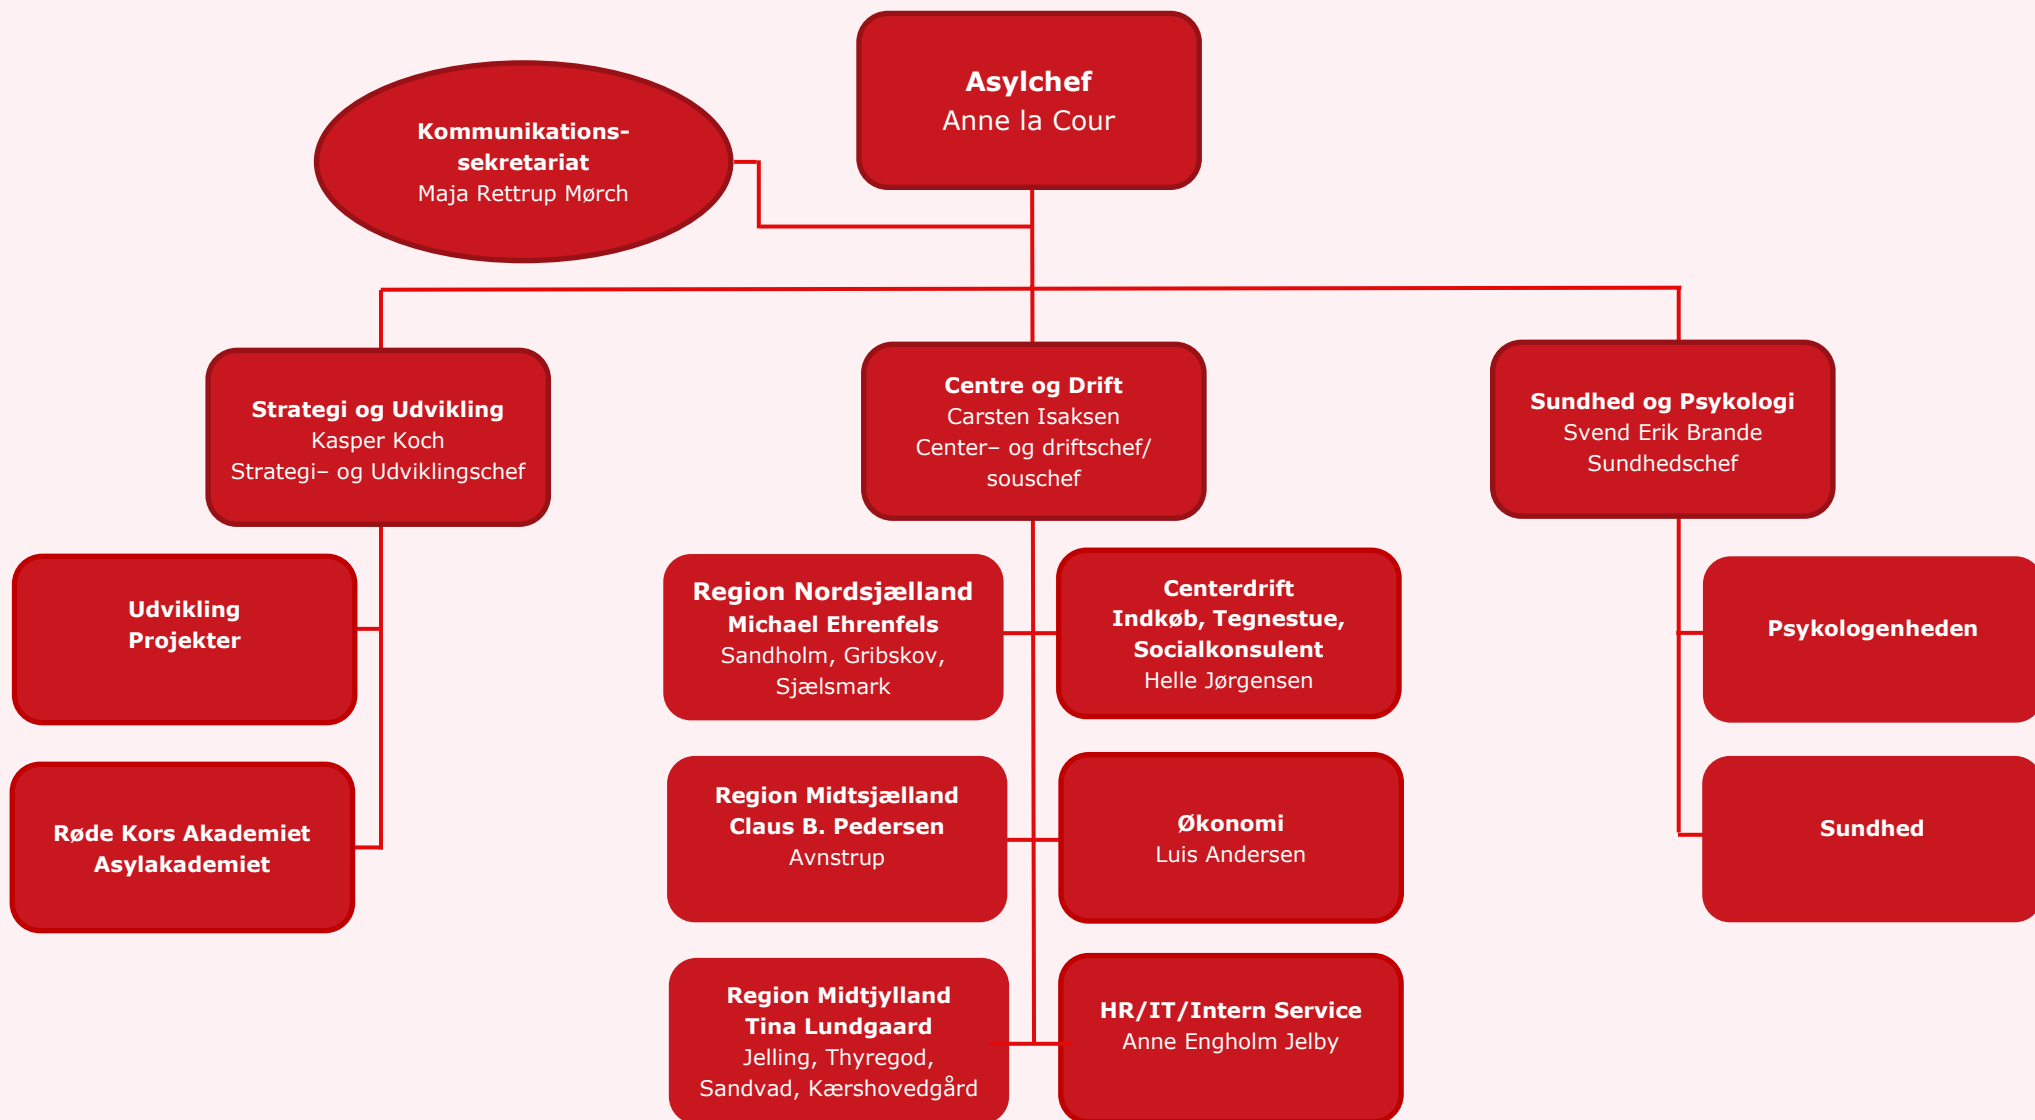 Asylchef
Anne la Cour
Kommunikations-
sekretariat
Maja Rettrup Mørch
Strategi og Udvikling
Kasper Koch
Strategi– og Udviklingschef
Centre og Drift
Carsten Isaksen
Center– og driftschef/
souschef
Sundhed og Psykologi
Svend Erik Brande
Sundhedschef
Udvikling
Projekter
Røde Kors Akademiet
Asylakademiet
Region Nordsjælland
Michael Ehrenfels
Sandholm, Gribskov,
Sjælsmark
Centerdrift
Indkøb, Tegnestue,
Socialkonsulent
Helle Jørgensen
Region Midtsjælland
Claus B. Pedersen
Avnstrup
Økonomi
Luis Andersen
Region Midtjylland
Tina Lundgaard
Jelling, Thyregod,
Sandvad, Kærshovedgård
HR/IT/Intern Service
Anne Engholm Jelby
Psykologenheden
Sundhed